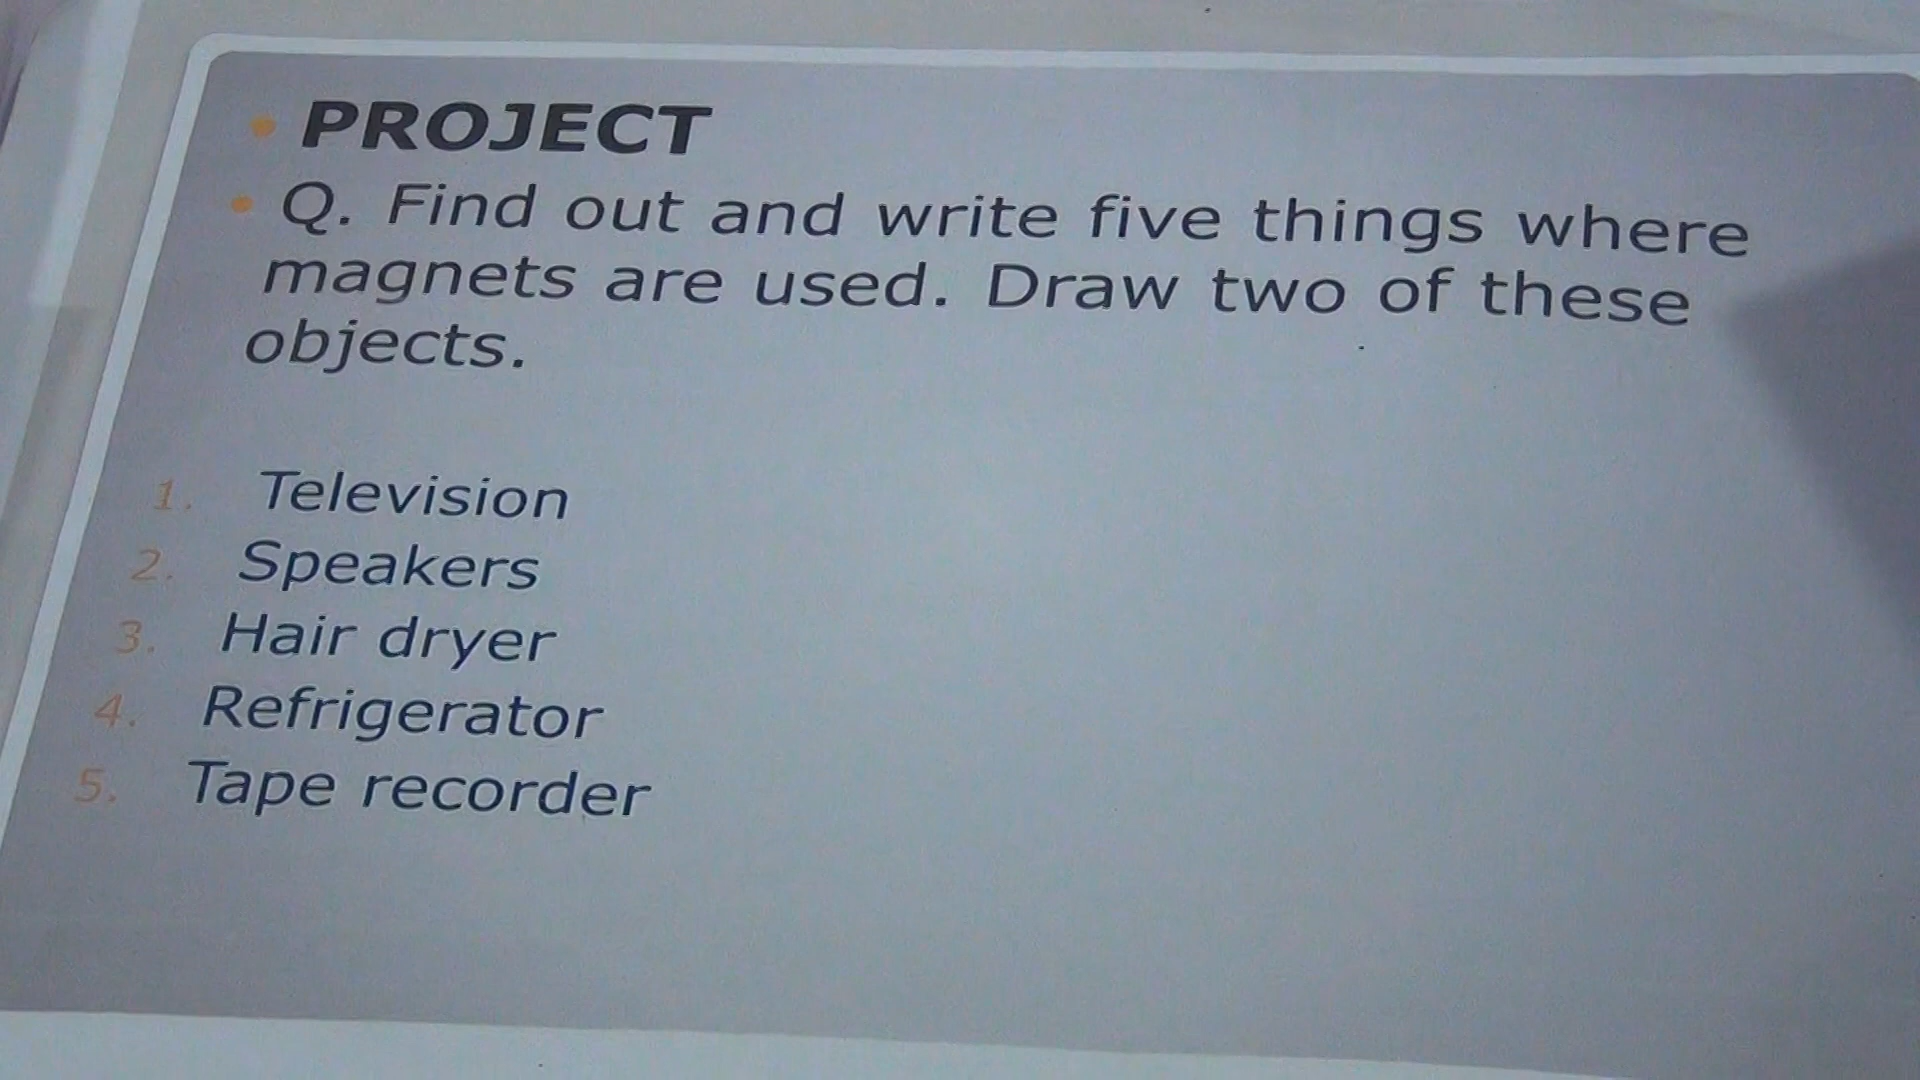 • PROJECT
• Q. Find out and write five things where
magnets are used. Draw two of these
objects.
1. Television
2. Speakers
3. Hair dryer
4. Refrigerator
5. Tape recorder